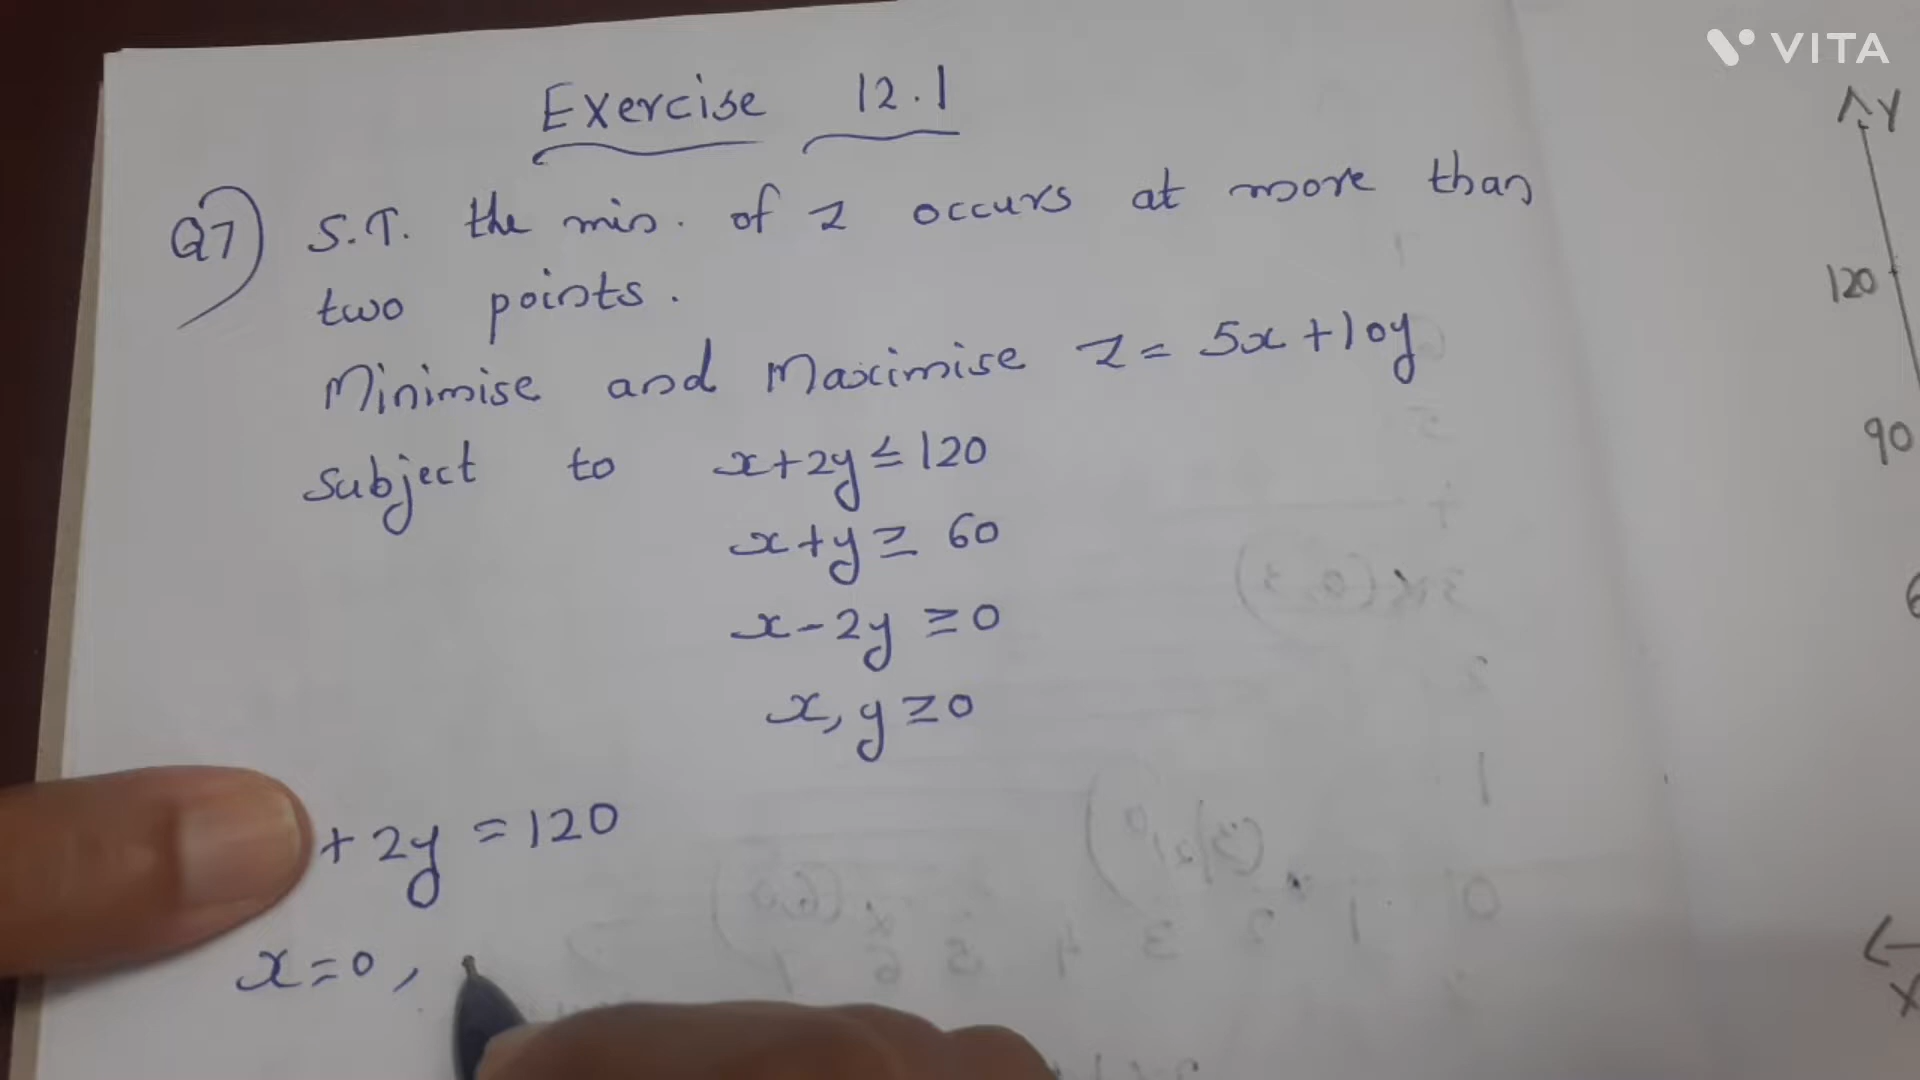 VITA
Exercise 12.1
Q7) S.T. the min. of z occurs at more than
two points.
Minimise and Maximise z = 5x+10y
subject to x+2y ≤ 120
x+y ≥ 60
x-2y ≥ 0
x, y ≥ 0
+ 2y = 120
x=0,
Y
120
90
X